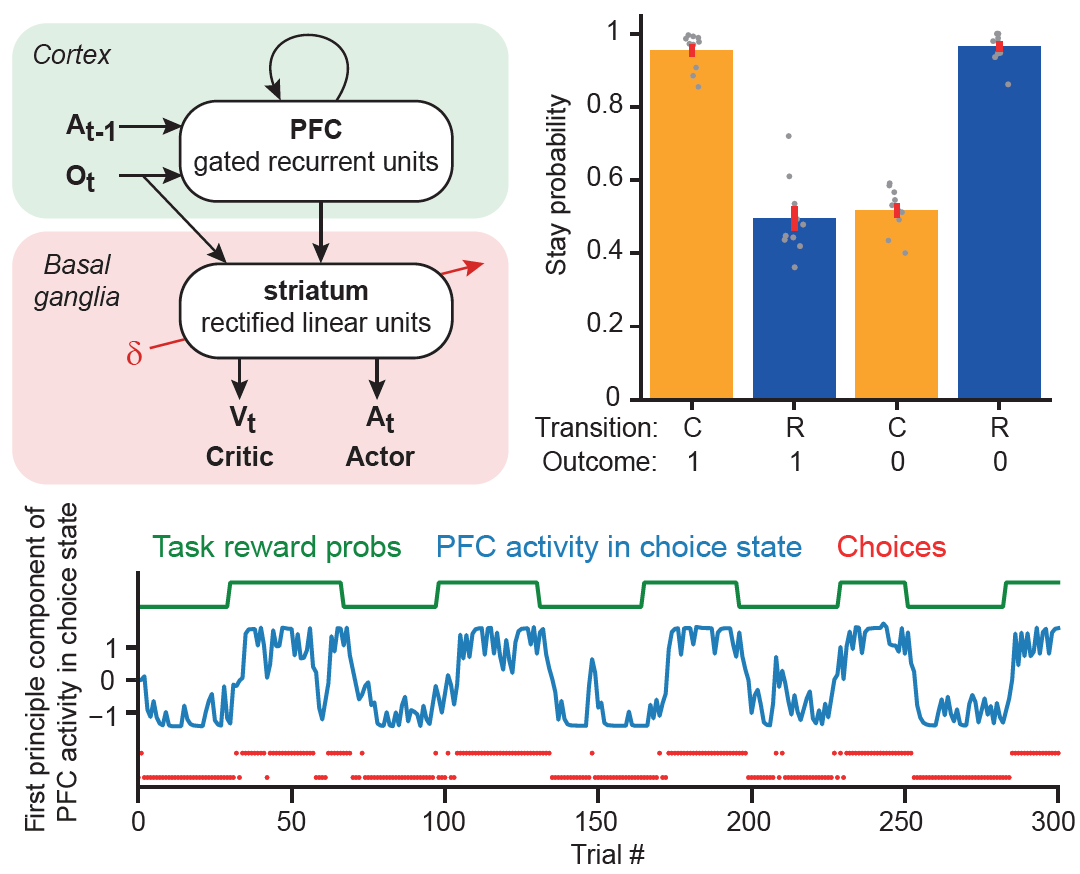 Cortex
A_t-1
O_t
PFC
gated recurrent units
Basal
ganglia
striatum
rectified linear units
δ
V_t
A_t
Critic
Actor
Stay probability
1
0.8
0.6
0.4
0.2
0
Transition: C R C R
Outcome: 1 1 0 0
First principle component of
PFC activity in choice state
Task reward probs PFC activity in choice state Choices
1
0
−1
0 50 100 150 200 250 300
Trial #